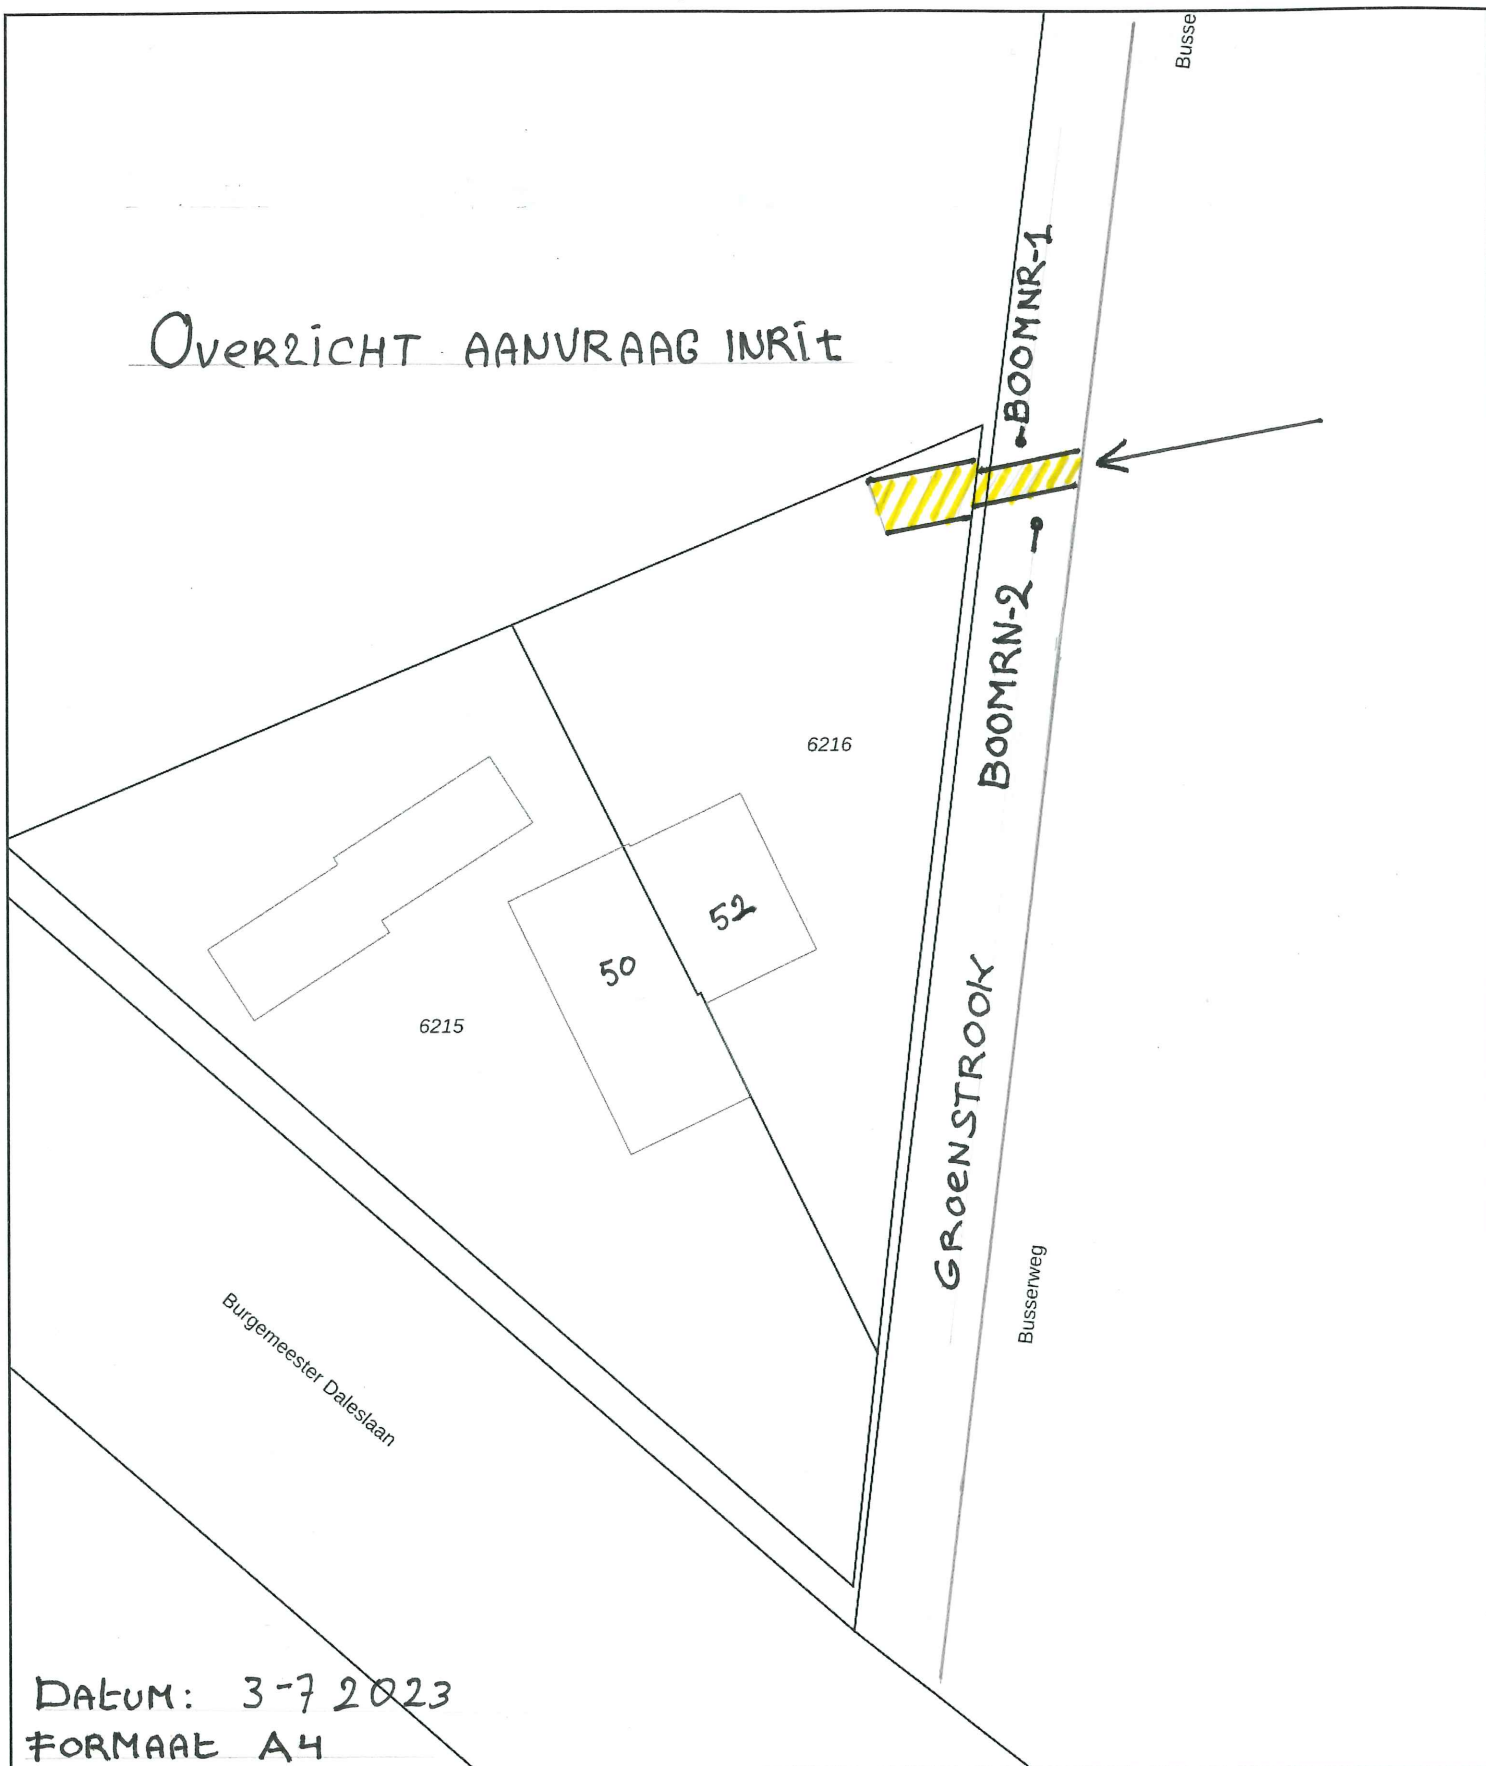 Busse
OVERZICHT AANVRAAG INRIT
BOOMNR-1
BOOMRN-2
6216
52
50
6215
GROENSTROOK
Busserweg
Burgemeester Daleslaan
DATUM: 3-7 2023
FORMAAT A4